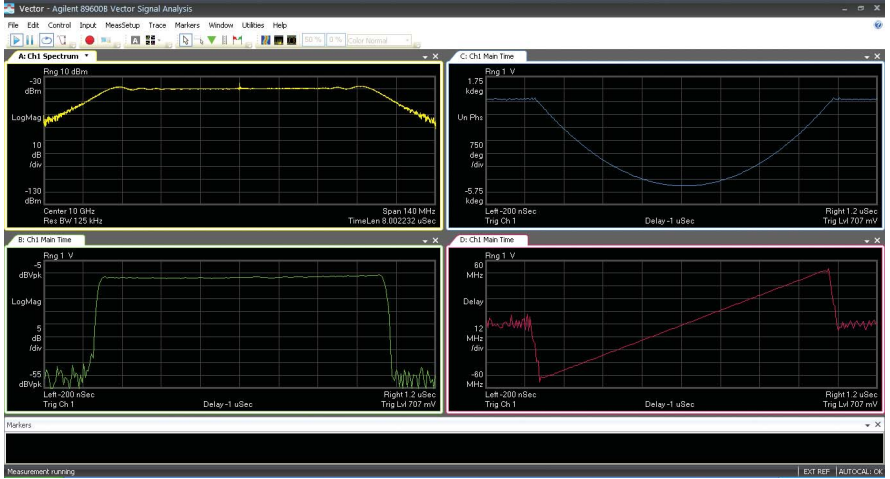 Vector - Agilent 89600B Vector Signal Analysis
File Edit Control Input MeasSetup Trace Markers Window Utilities Help
50 % 0 % Color Normal
A: Ch1 Spectrum
Rng 10 dBm
-30
dBm
LogMag
10
dB
/div
-130
dBm
Center 10 GHz
Span 140 MHz
Res BW 125 kHz
TimeLen 8.002232 uSec
C: Ch1 Main Time
Rng 1 V
1.75
kdeg
Un Phs
750
deg
/div
-5.75
kdeg
Left -200 nSec
Right 1.2 uSec
Trig Ch 1
Delay -1 uSec
Trig Lvl 707 mV
B: Ch1 Main Time
Rng 1 V
-5
dBVpk
LogMag
5
dB
/div
-55
dBVpk
Left -200 nSec
Right 1.2 uSec
Trig Ch 1
Delay -1 uSec
Trig Lvl 707 mV
D: Ch1 Main Time
Rng 1 V
60
MHz
Delay
12
MHz
/div
-60
MHz
Left -200 nSec
Right 1.2 uSec
Trig Ch 1
Delay -1 uSec
Trig Lvl 707 mV
Markers
Measurement running
EXT REF AUTOCAL: OK